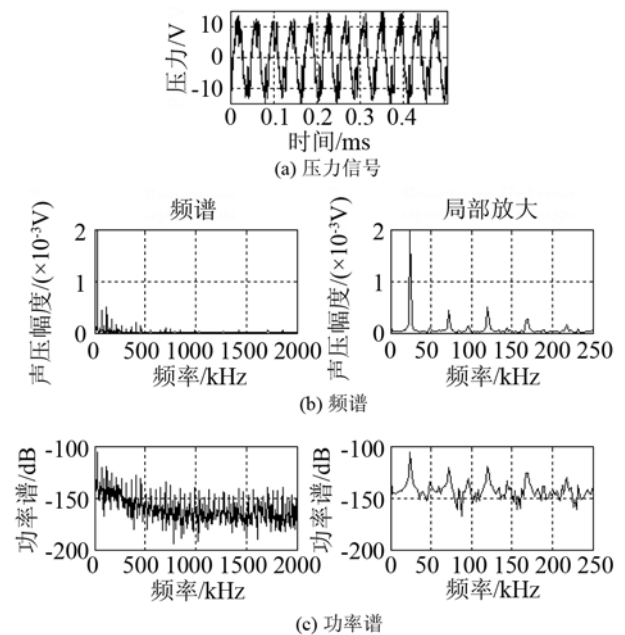 压力/V
10
0
-10
0 0.1 0.2 0.3 0.4
时间/ms
(a) 压力信号
频谱
声压幅度/(×10⁻³V)
2
1
0
0 500 1000 1500 2000
频率/kHz
局部放大
声压幅度/(×10⁻³V)
2
1
0
0 50 100 150 200 250
频率/kHz
(b) 频谱
功率谱/dB
-100
-150
-200
0 500 1000 1500 2000
频率/kHz
功率谱/dB
-100
-150
-200
0 50 100 150 200 250
频率/kHz
(c) 功率谱